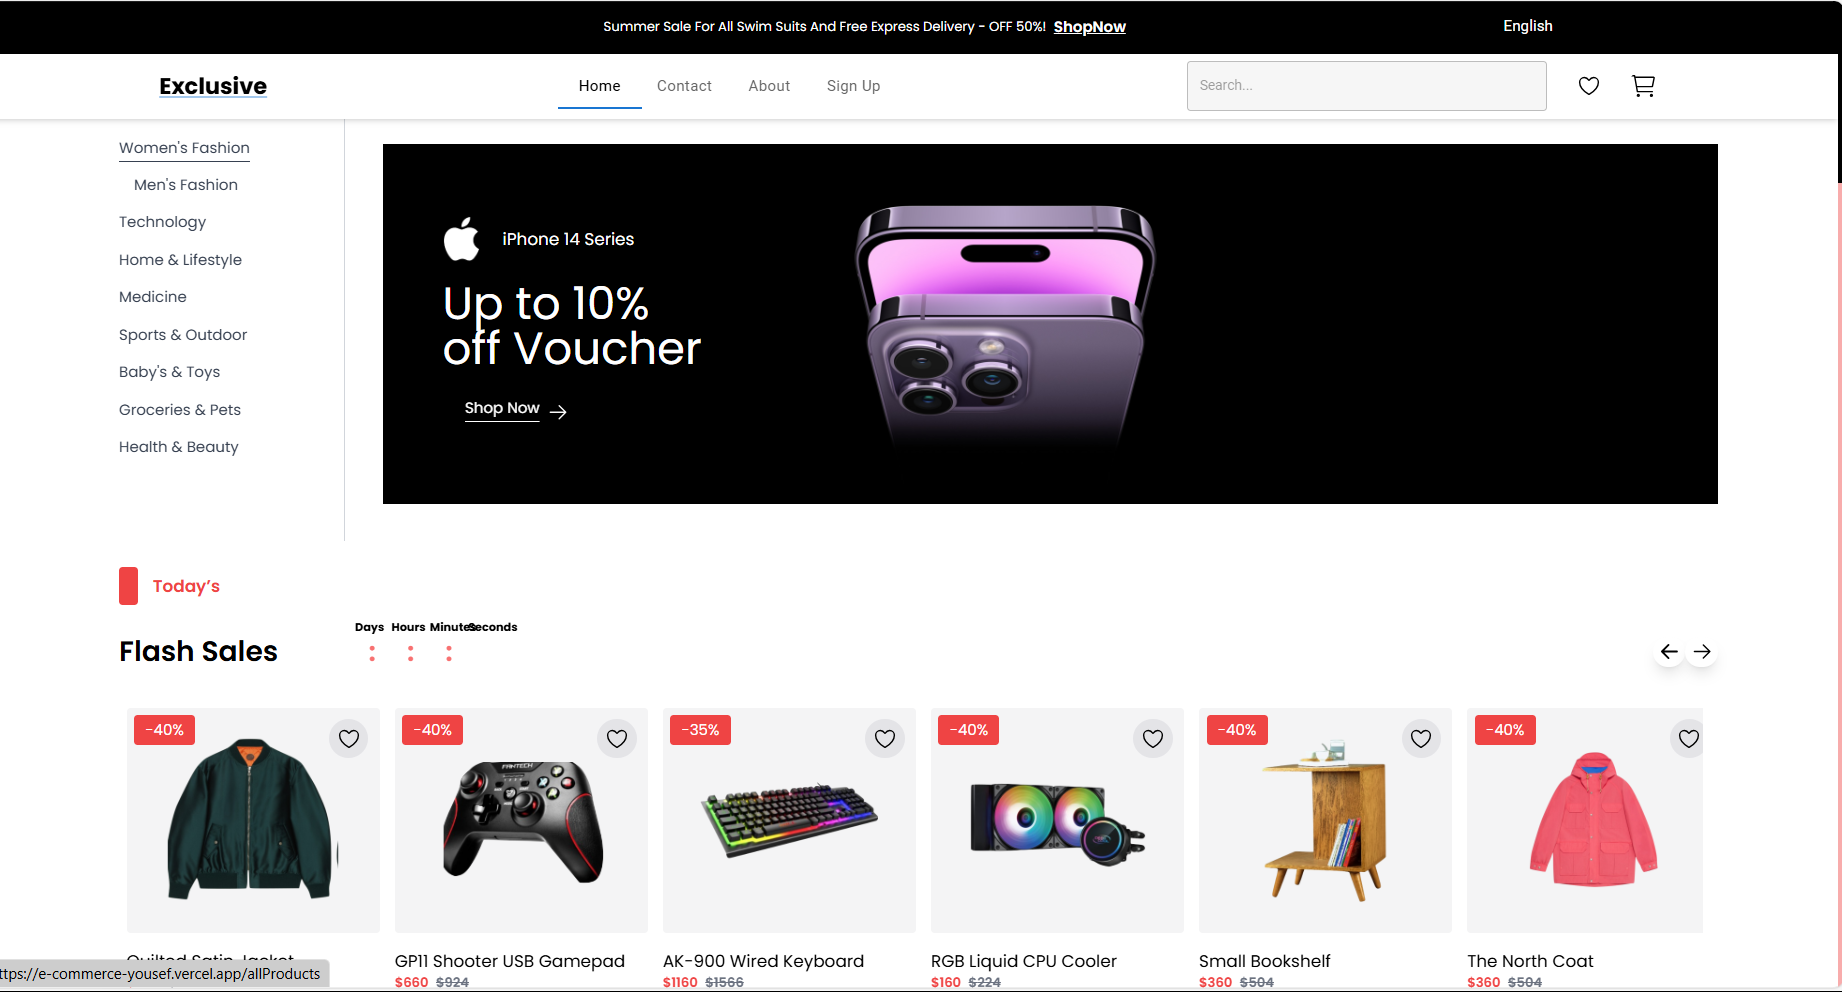 Summer Sale For All Swim Suits And Free Express Delivery - OFF 50%! ShopNow
English
Exclusive
Home
Contact
About
Sign Up
Search...
Women's Fashion
Men's Fashion
Technology
Home & Lifestyle
Medicine
Sports & Outdoor
Baby's & Toys
Groceries & Pets
Health & Beauty
iPhone 14 Series
Up to 10%
off Voucher
Shop Now
Today's
Flash Sales
Days Hours Minutes Seconds
: : :
-40%
-40%
-35%
-40%
-40%
-40%
FANTECH
Quilted Satin Jacket
GP11 Shooter USB Gamepad
$660 $924
AK-900 Wired Keyboard
$1160 $1566
RGB Liquid CPU Cooler
$160 $224
Small Bookshelf
$360 $504
The North Coat
$360 $504
ttps://e-commerce-yousef.vercel.app/allProducts